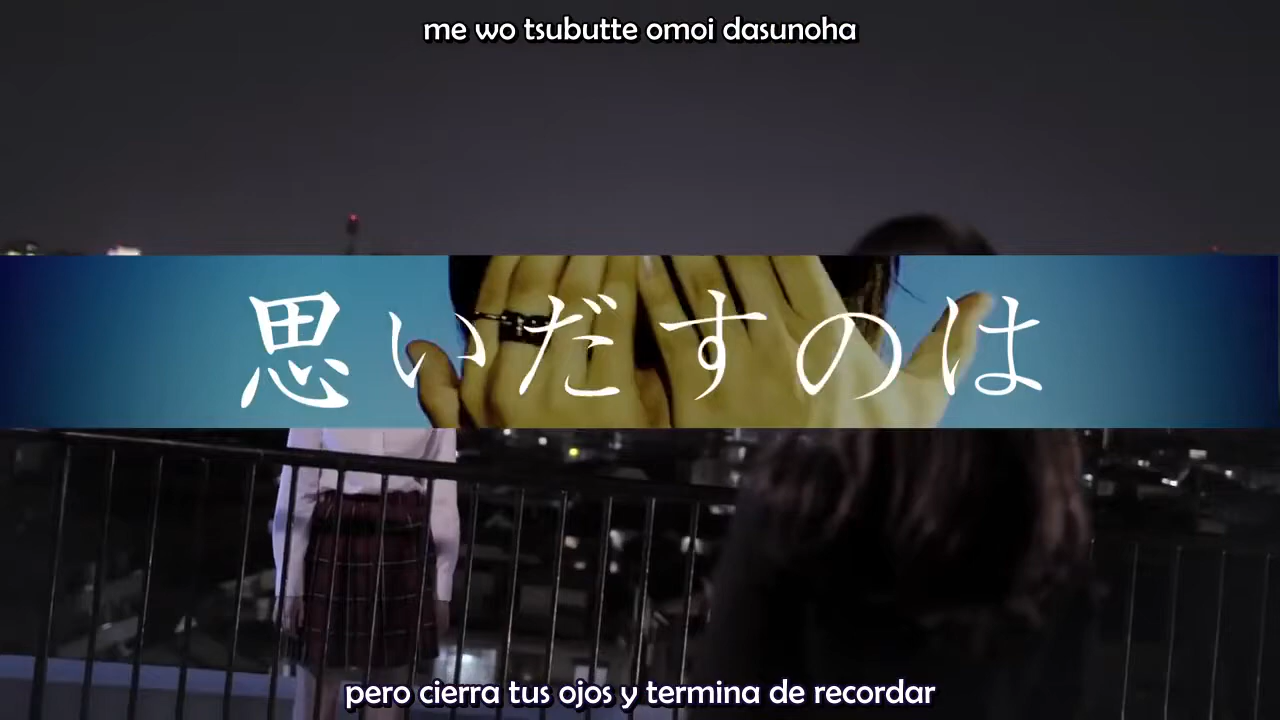 me wo tsubutte omoi dasunoha
思いだすのは
pero cierra tus ojos y termina de recordar